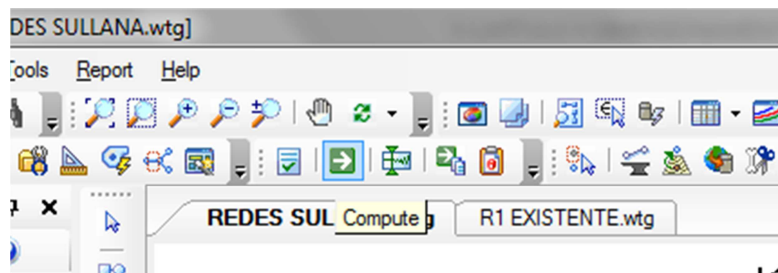 DES SULLANA.wtg]
Tools Report Help
REDES SUL Compute g R1 EXISTENTE.wtg